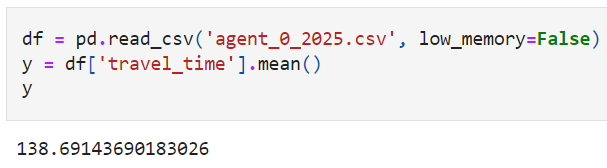 df = pd.read_csv('agent_0_2025.csv', low_memory=False)
y = df['travel_time'].mean()
y
138.69143690183026